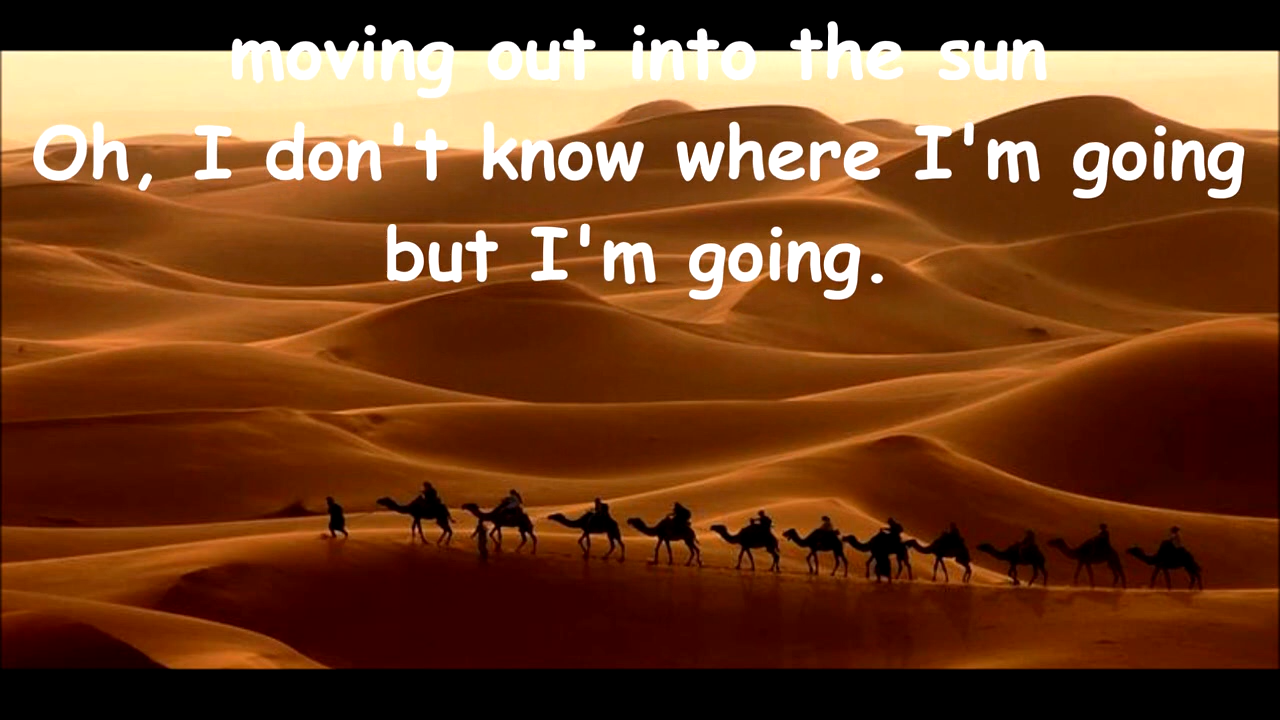 moving out into the sun
Oh, I don't know where I'm going
but I'm going.